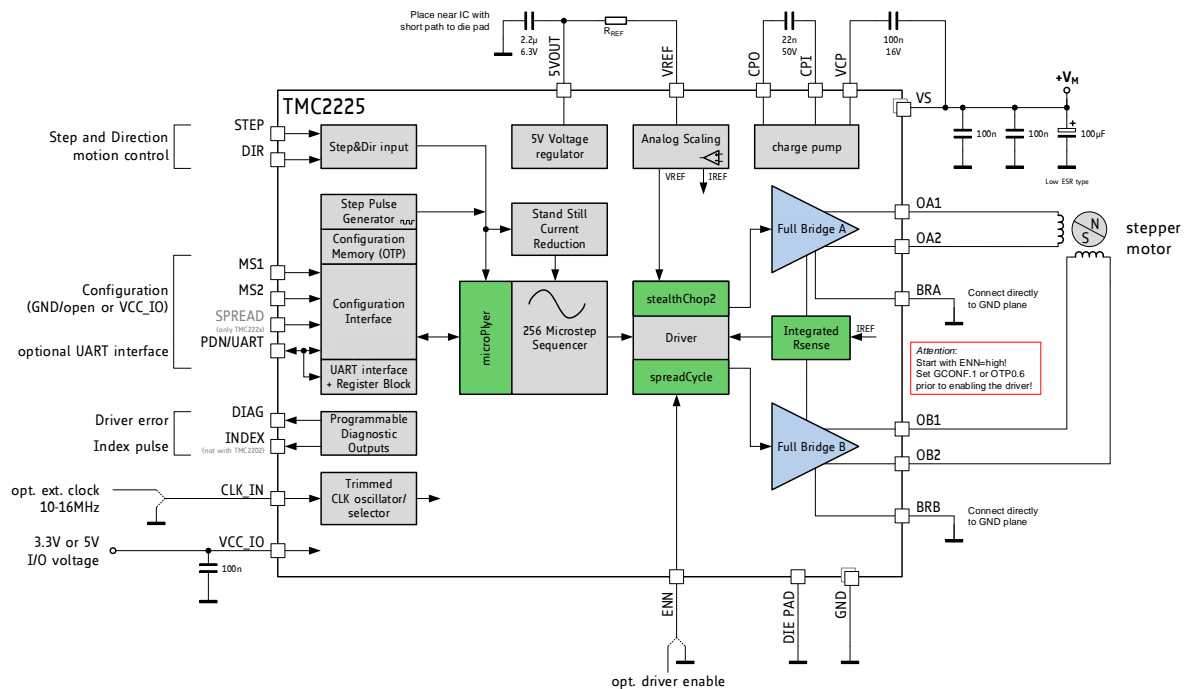 Place near IC with
short path to die pad
2.2µ
6.3V
RREF
5VOUT
VREF
22n
50V
CPO
CPI
VCP
100n
16V
+VM
VS
100n
100n
+
100µF
Low ESR type
TMC2225
Step and Direction
motion control
STEP
DIR
Step&Dir input
5V Voltage
regulator
Analog Scaling
VREF
IREF
charge pump
Step Pulse
Generator
Configuration
Memory (OTP)
Stand Still
Current
Reduction
Full Bridge A
OA1
OA2
N
S
stepper
motor
Configuration
(GND/open or VCC_IO)
optional UART interface
MS1
MS2
SPREAD
(only TMC222x)
PDN/UART
Configuration
Interface
UART interface
+ Register Block
microPlyer
256 Microstep
Sequencer
stealthChop2
Driver
spreadCycle
Integrated
Rsense
IREF
BRA
Connect directly
to GND plane
Attention:
Start with ENN=high!
Set GCONF.1 or OTP0.6
prior to enabling the driver!
Driver error
Index pulse
DIAG
INDEX
(not with TMC2202)
Programmable
Diagnostic
Outputs
Full Bridge B
OB1
OB2
opt. ext. clock
10-16MHz
CLK_IN
Trimmed
CLK oscillator/
selector
BRB
Connect directly
to GND plane
3.3V or 5V
I/O voltage
VCC_IO
100n
ENN
DIE PAD
GND
opt. driver enable